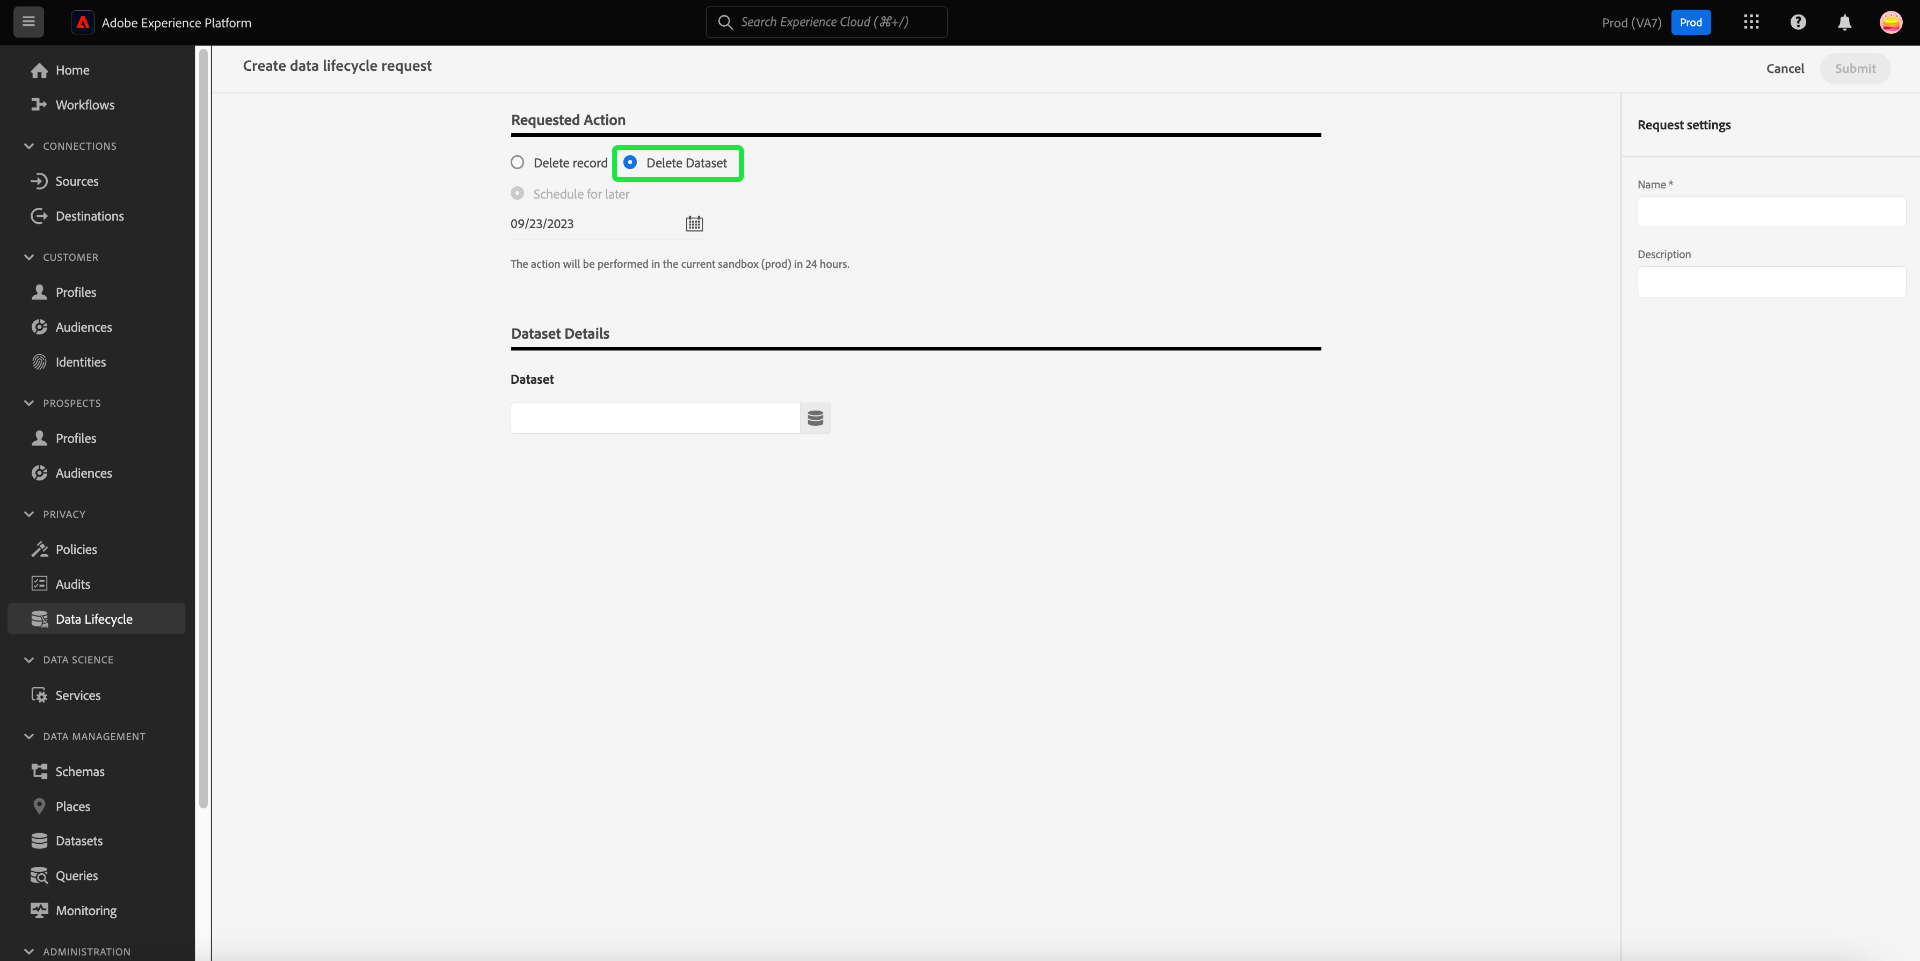 Adobe Experience Platform
Search Experience Cloud (⌘+/)
Prod (VA7)
Prod
Home
Workflows
CONNECTIONS
Sources
Destinations
CUSTOMER
Profiles
Audiences
Identities
PROSPECTS
Profiles
Audiences
PRIVACY
Policies
Audits
Data Lifecycle
DATA SCIENCE
Services
DATA MANAGEMENT
Schemas
Places
Datasets
Queries
Monitoring
ADMINISTRATION
Create data lifecycle request
Cancel
Submit
Requested Action
Delete record
Delete Dataset
Schedule for later
09/23/2023
The action will be performed in the current sandbox (prod) in 24 hours.
Dataset Details
Dataset
Request settings
Name *
Description